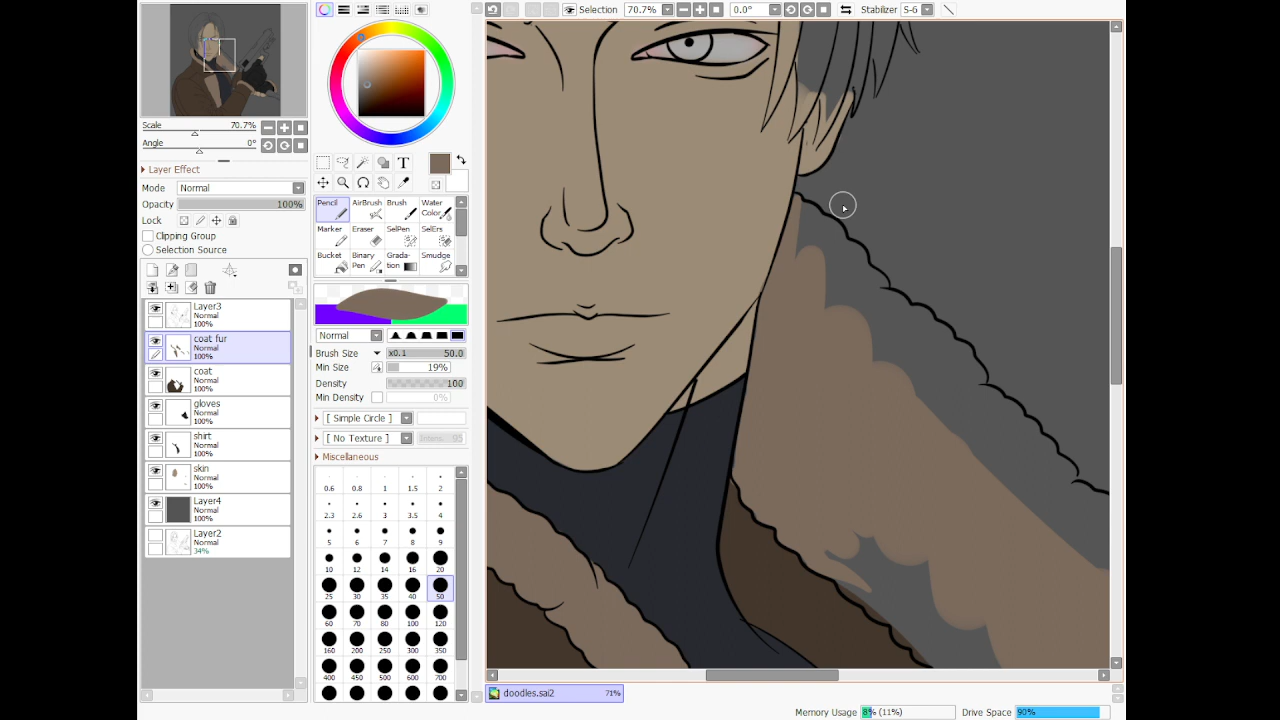 Selection 70.7% 0.0° Stabilizer S-6
Scale 70.7%
Angle 0°
Layer Effect
Mode Normal
Opacity 100%
Lock
Clipping Group
Selection Source
Layer3
Normal
100%
coat fur
Normal
100%
coat
Normal
100%
gloves
Normal
100%
shirt
Normal
100%
skin
Normal
100%
Layer4
Normal
100%
Layer2
Normal
34%
T
Pencil AirBrush Brush Water Color
Marker Eraser SelPen SelErs
Bucket Binary Pen Grada-tion Smudge
Normal
Brush Size x0.1 50.0
Min Size 19%
Density 100
Min Density 0%
[ Simple Circle ]
[ No Texture ] Intens. 95
Miscellaneous
0.6 0.8 1 1.5 2
2.3 2.6 3 3.5 4
5 6 7 8 9
10 12 14 16 20
25 30 35 40 50
60 70 80 100 120
160 200 250 300 350
400 450 500 600 700
doodles.sai2 71%
Memory Usage 8% (11%) Drive Space 90%